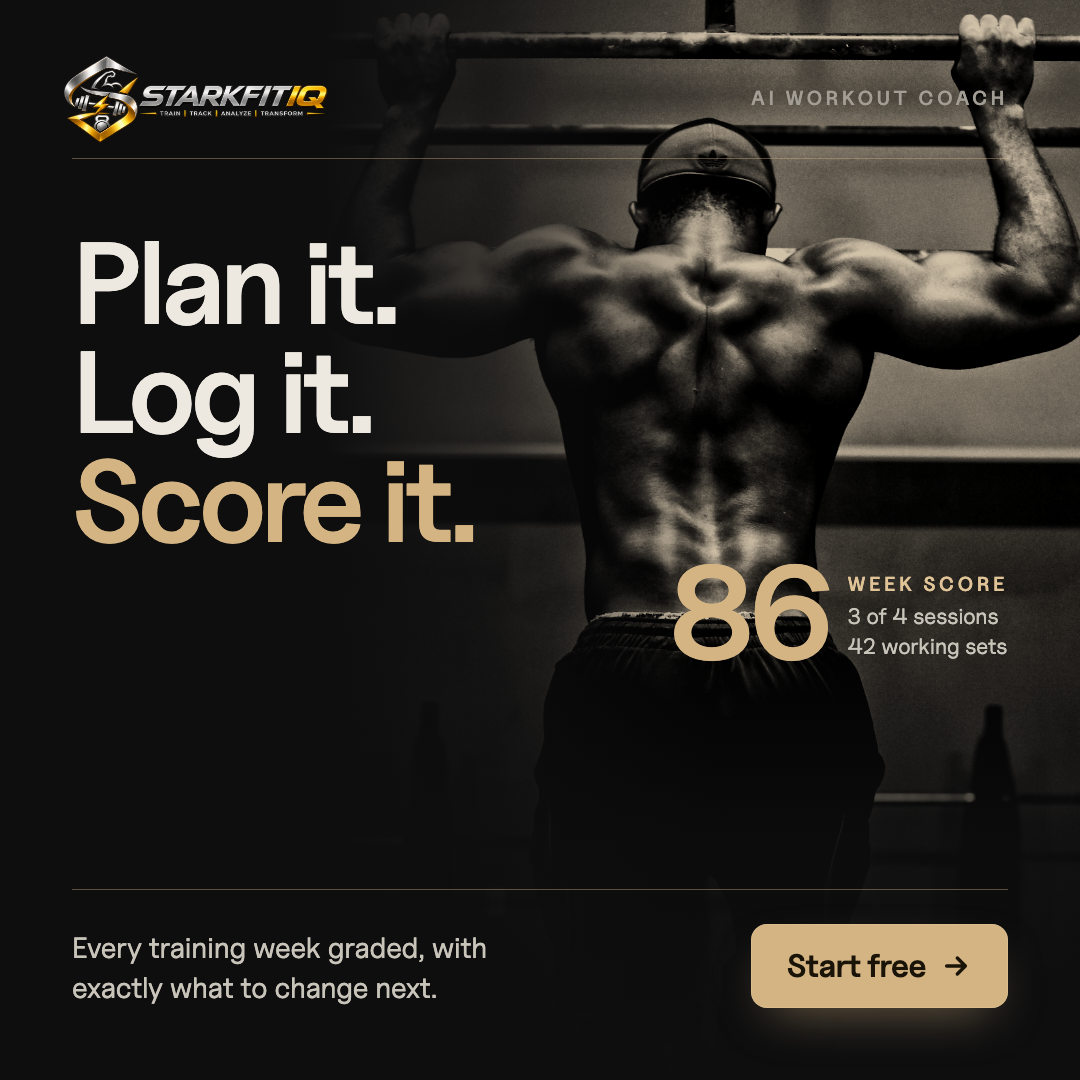 STARKFITIQ
TRAIN | TRACK | ANALYZE | TRANSFORM
AI WORKOUT COACH
Plan it.
Log it.
Score it.
86
WEEK SCORE
3 of 4 sessions
42 working sets
Every training week graded, with
exactly what to change next.
Start free →